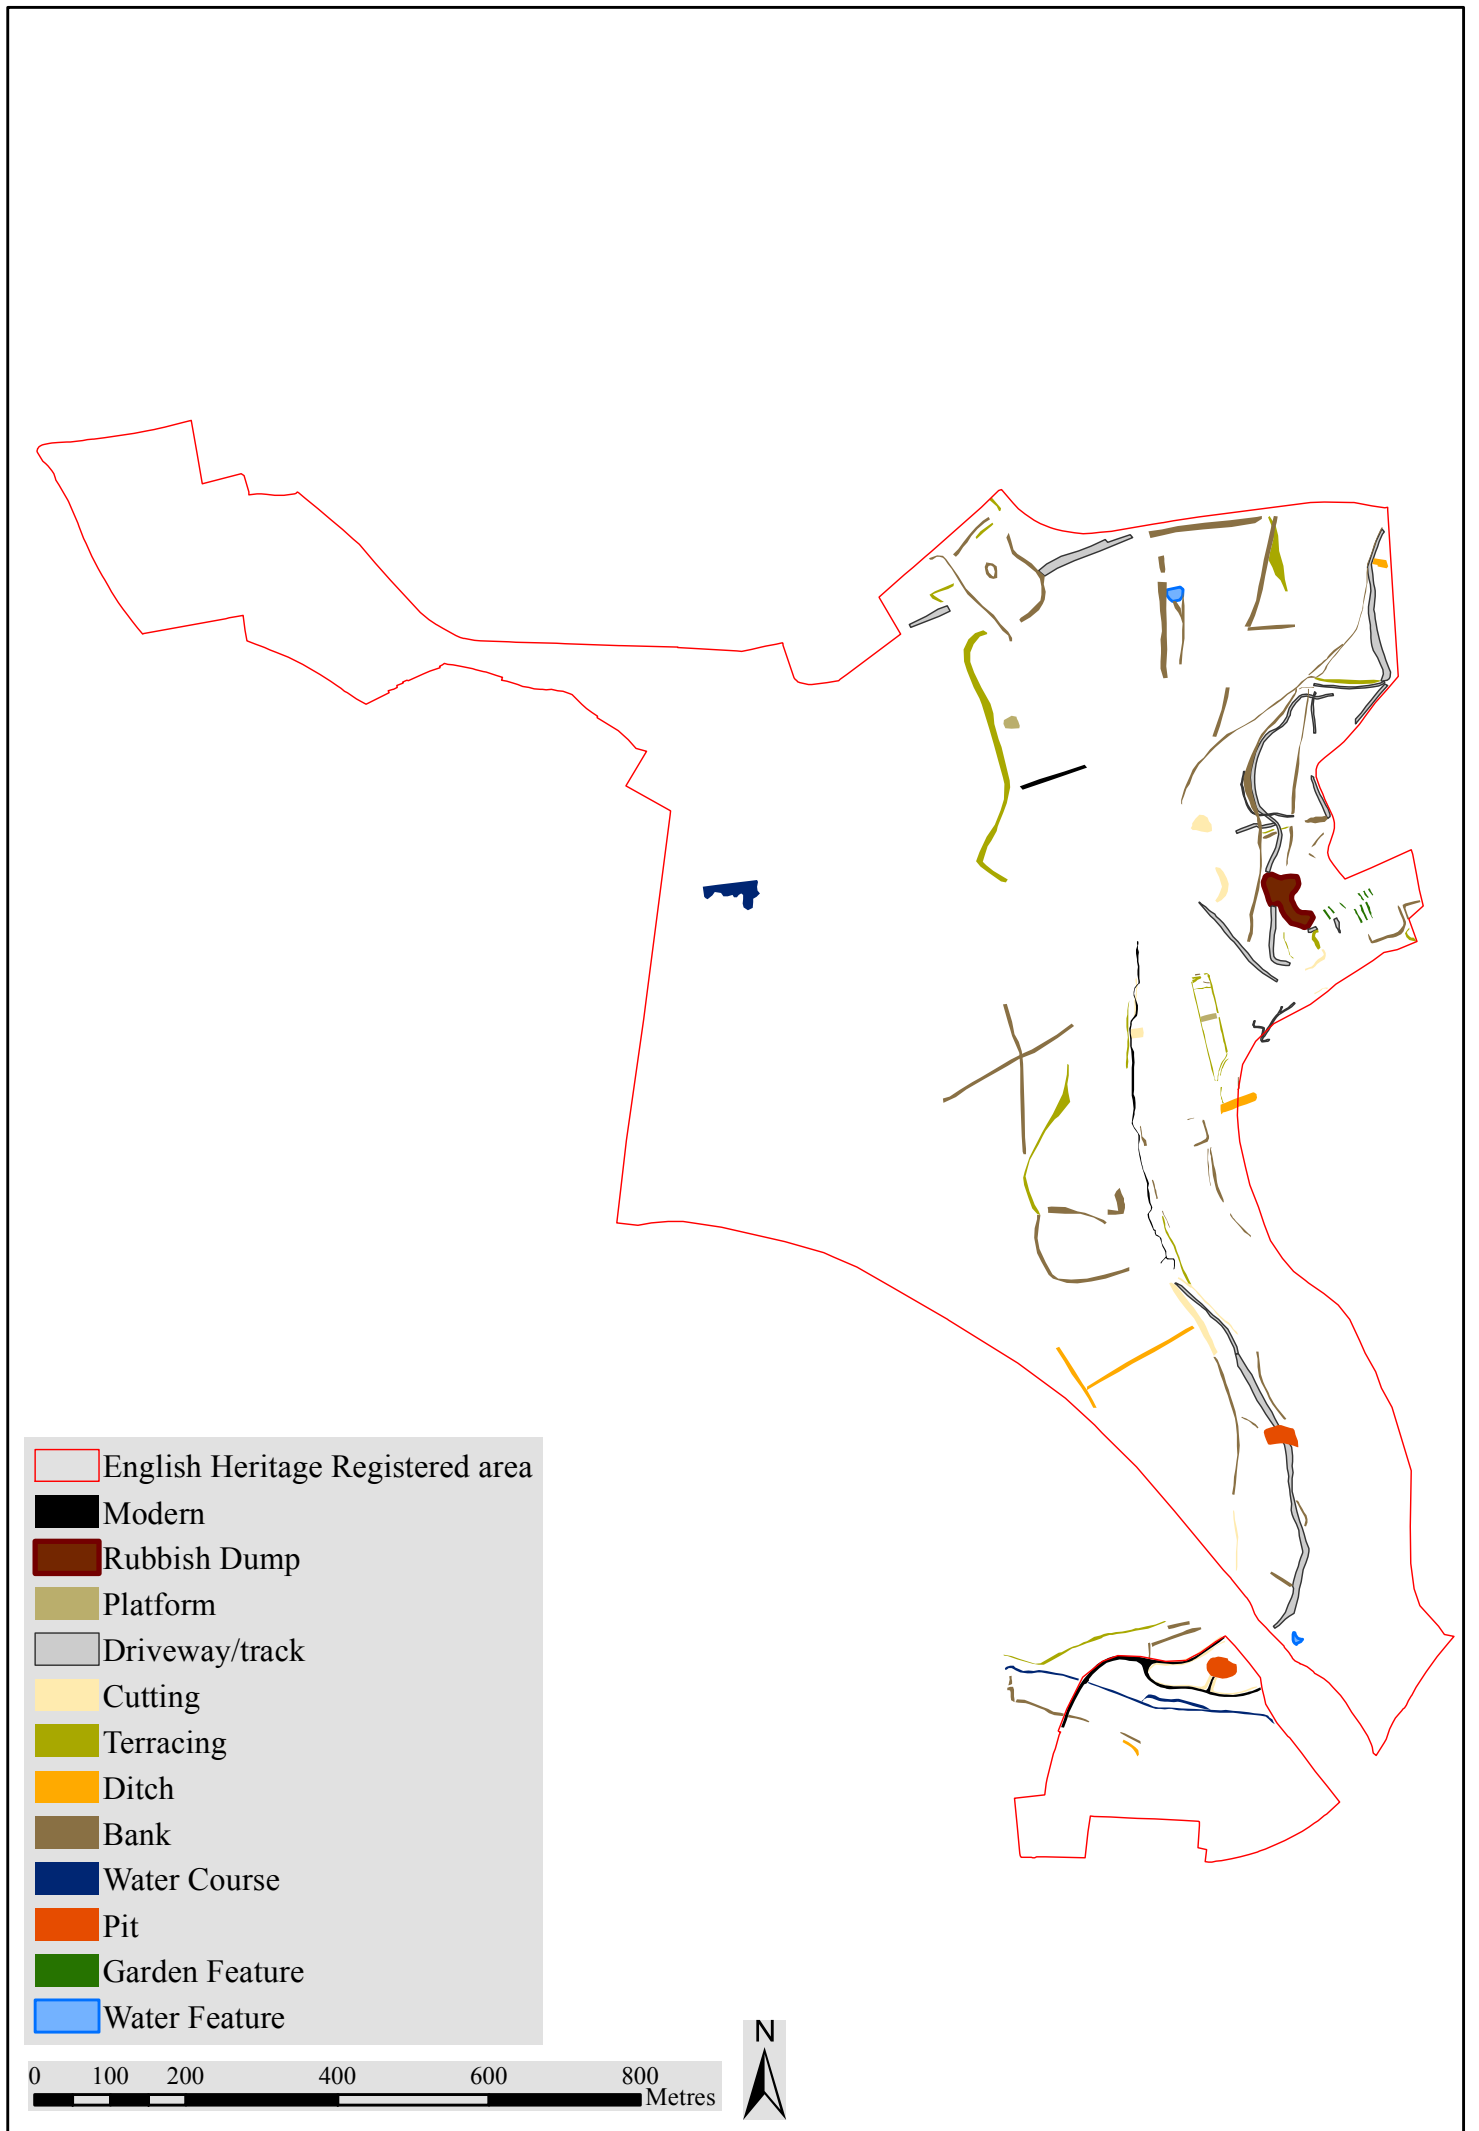 English Heritage Registered area
Modern
Rubbish Dump
Platform
Driveway/track
Cutting
Terracing
Ditch
Bank
Water Course
Pit
Garden Feature
Water Feature
0 100 200 400 600 800
Metres
N